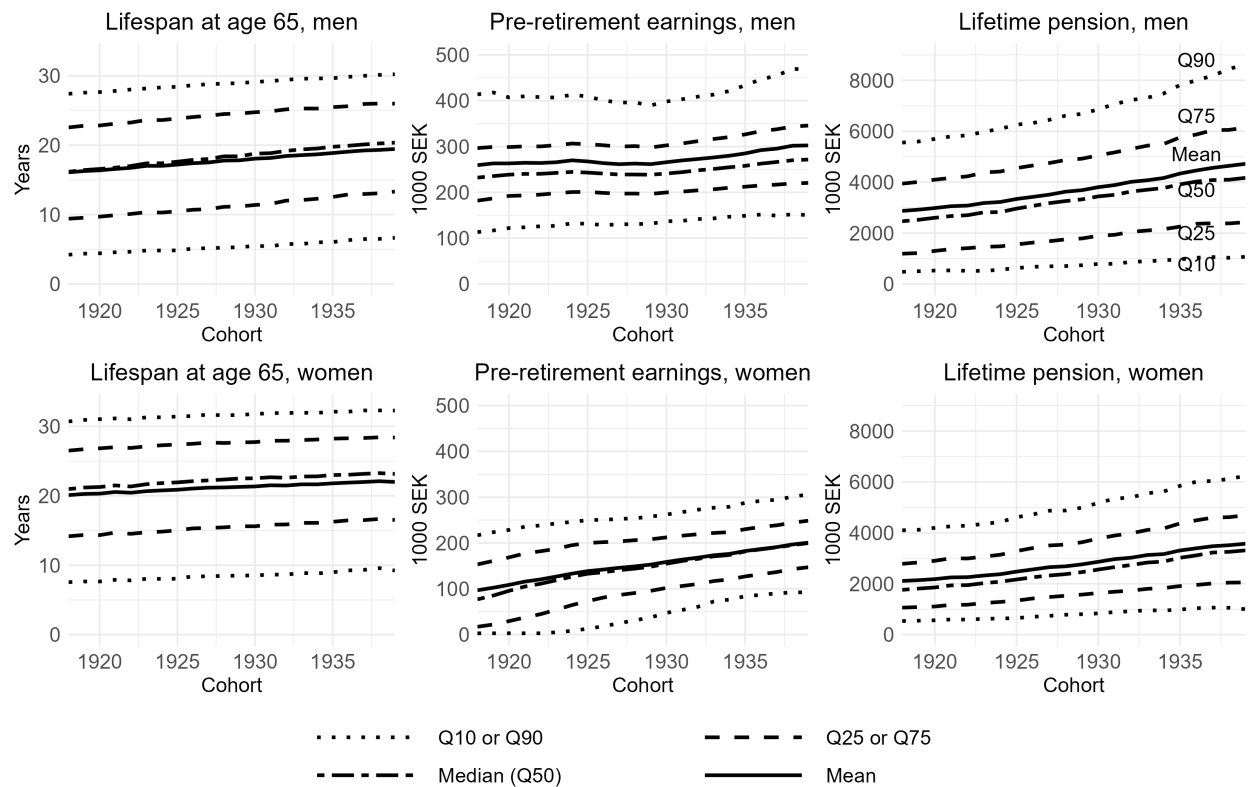 Lifespan at age 65, men
Pre-retirement earnings, men
Lifetime pension, men
Years
30
20
10
0
1920 1925 1930 1935
Cohort
1000 SEK
500
400
300
200
100
0
1920 1925 1930 1935
Cohort
1000 SEK
8000
6000
4000
2000
0
Q90
Q75
Mean
Q50
Q25
Q10
1920 1925 1930 1935
Cohort
Lifespan at age 65, women
Pre-retirement earnings, women
Lifetime pension, women
Years
30
20
10
0
1920 1925 1930 1935
Cohort
1000 SEK
500
400
300
200
100
0
1920 1925 1930 1935
Cohort
1000 SEK
8000
6000
4000
2000
0
1920 1925 1930 1935
Cohort
Q10 or Q90
Q25 or Q75
Median (Q50)
Mean